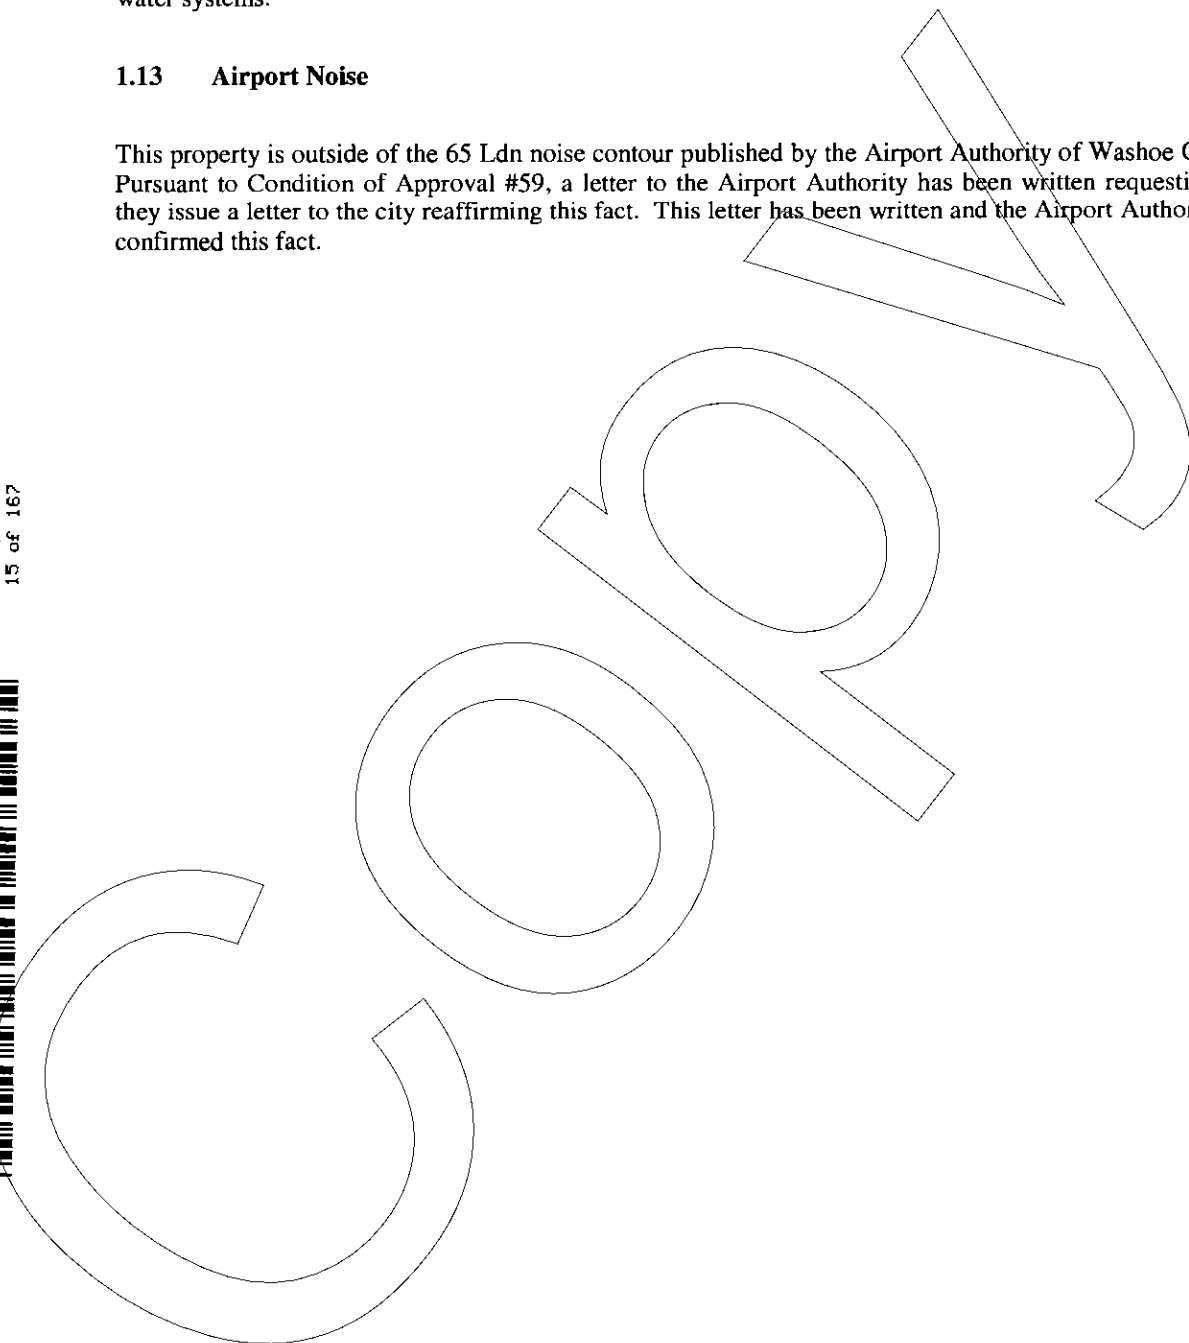 water systems.
1.13 Airport Noise
This property is outside of the 65 Ldn noise contour published by the Airport Authority of Washoe
Pursuant to Condition of Approval #59, a letter to the Airport Authority has been written
they issue a letter to the city reaffirming this fact. This letter has been written and the Airport
confirmed this fact.
15 of 167
Copy